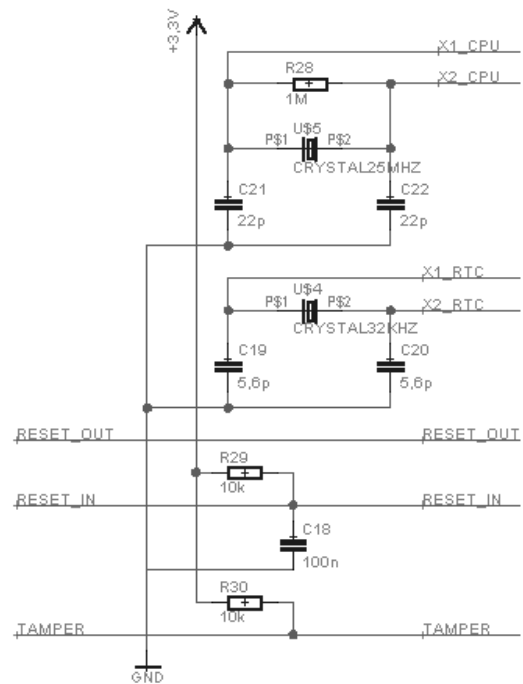 +3,3V
X1_CPU
R28
X2_CPU
1M
U$5
P$1 P$2
CRYSTAL25MHZ
C21 C22
22p 22p
X1_RTC
U$4
P$1 P$2 X2_RTC
CRYSTAL32KHZ
C19 C20
5,6p 5,6p
RESET_OUT RESET_OUT
R29
10k
RESET_IN RESET_IN
C18
100n
R30
10k
TAMPER TAMPER
GND